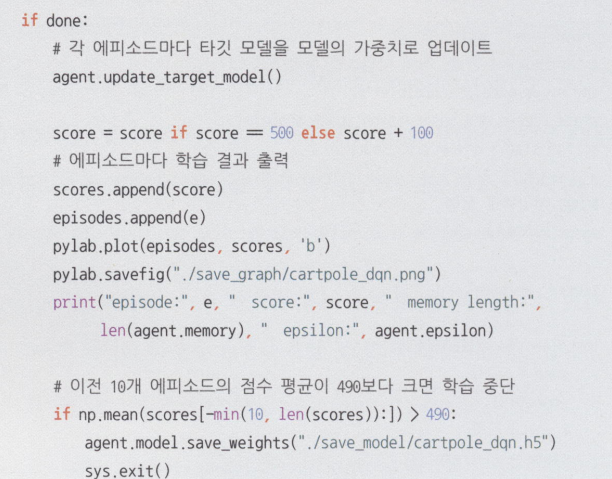 if done:
# 각 에피소드마다 타깃 모델을 모델의 가중치로 업데이트
agent.update_target_model()
score = score if score == 500 else score + 100
# 에피소드마다 학습 결과 출력
scores.append(score)
episodes.append(e)
pylab.plot(episodes, scores, 'b')
pylab.savefig("./save_graph/cartpole_dqn.png")
print("episode:", e, "  score:", score, "  memory length:",
len(agent.memory), "  epsilon:", agent.epsilon)
# 이전 10개 에피소드의 점수 평균이 490보다 크면 학습 중단
if np.mean(scores[-min(10, len(scores)):]) > 490:
agent.model.save_weights("./save_model/cartpole_dqn.h5")
sys.exit()